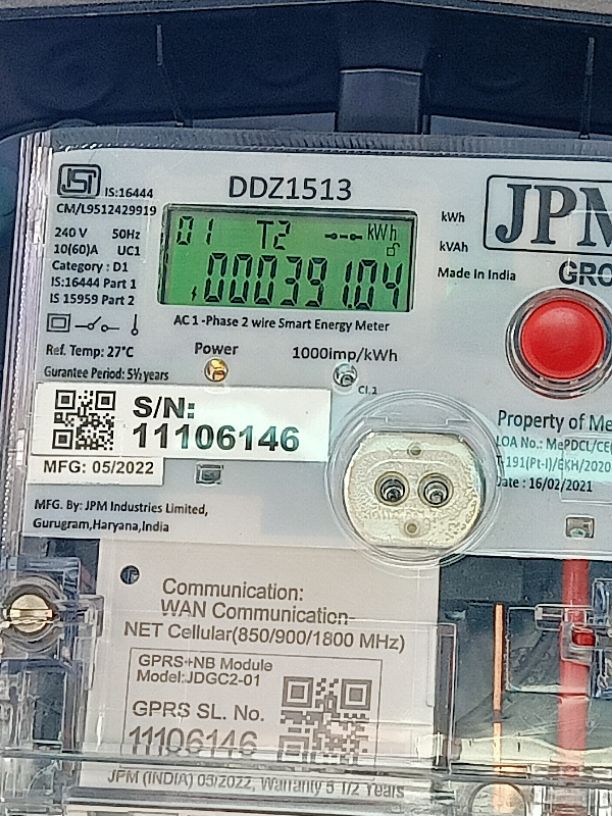 ISI
IS:16444
CM/L9512429919
DDZ1513
240 V 50Hz
10(60)A UC1
Category : D1
IS:16444 Part 1
IS 15959 Part 2
01 T2 kWh
000391.04
kWh
kVAh
Made in India
JPM
GRO
AC 1 -Phase 2 wire Smart Energy Meter
Ref. Temp: 27°C
Gurantee Period: 5½ years
Power
1000imp/kWh
Cl.1
S/N:
11106146
MFG: 05/2022
Property of Me
LOA No.: MePDCL/CE(
T-191(Pt-I)/EKH/2020
Date : 16/02/2021
MFG. By: JPM Industries Limited,
Gurugram,Haryana,India
Communication:
WAN Communication-
NET Cellular(850/900/1800 MHz)
GPRS+NB Module
Model:JDGC2-01
GPRS SL. No.
11106146
JPM (INDIA) 05/2022, Warranty 5 1/2 Years